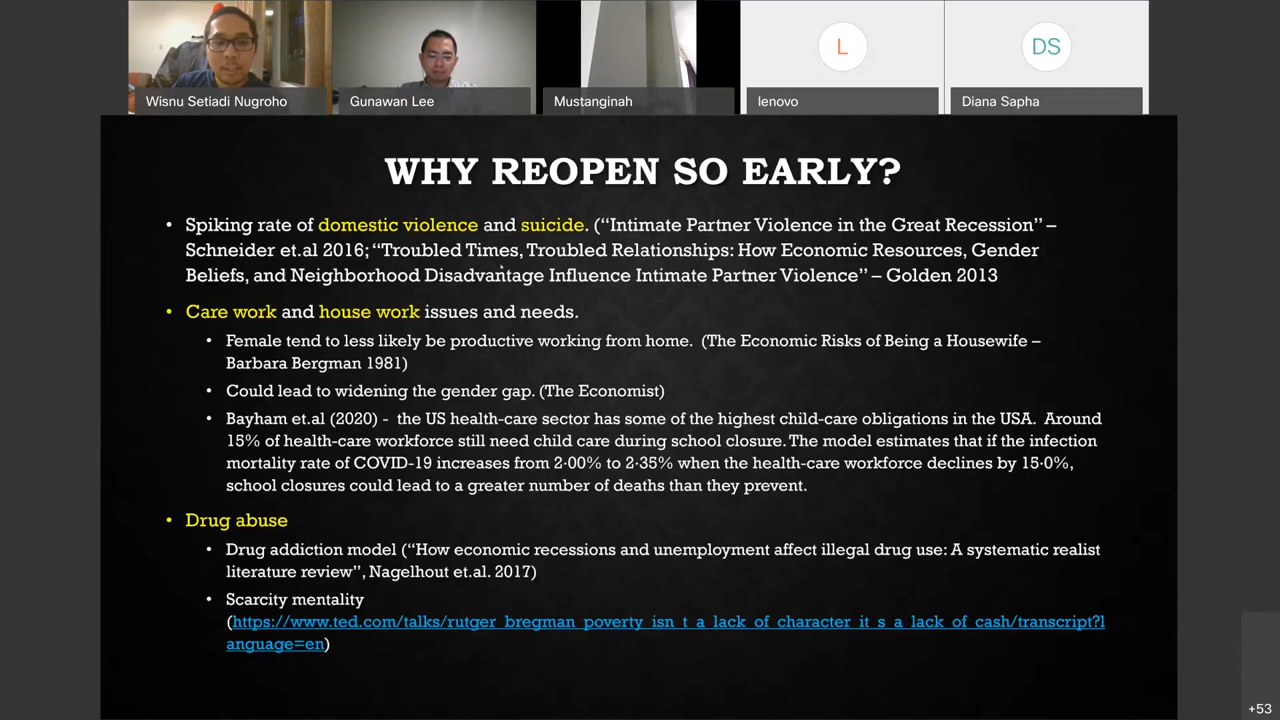 L
DS
Wisnu Setiadi Nugroho
Gunawan Lee
Mustanginah
lenovo
Diana Sapha
WHY REOPEN SO EARLY?
• Spiking rate of domestic violence and suicide. (“Intimate Partner Violence in the Great Recession” –
Schneider et.al 2016; “Troubled Times, Troubled Relationships: How Economic Resources, Gender
Beliefs, and Neighborhood Disadvantage Influence Intimate Partner Violence” – Golden 2013
• Care work and house work issues and needs.
• Female tend to less likely be productive working from home. (The Economic Risks of Being a Housewife –
Barbara Bergman 1981)
• Could lead to widening the gender gap. (The Economist)
• Bayham et.al (2020) - the US health-care sector has some of the highest child-care obligations in the USA. Around
15% of health-care workforce still need child care during school closure. The model estimates that if the infection
mortality rate of COVID-19 increases from 2·00% to 2·35% when the health-care workforce declines by 15·0%,
school closures could lead to a greater number of deaths than they prevent.
• Drug abuse
• Drug addiction model (“How economic recessions and unemployment affect illegal drug use: A systematic realist
literature review”, Nagelhout et.al. 2017)
• Scarcity mentality
(https://www.ted.com/talks/rutger_bregman_poverty_isn_t_a_lack_of_character_it_s_a_lack_of_cash/transcript?l
anguage=en)
+53